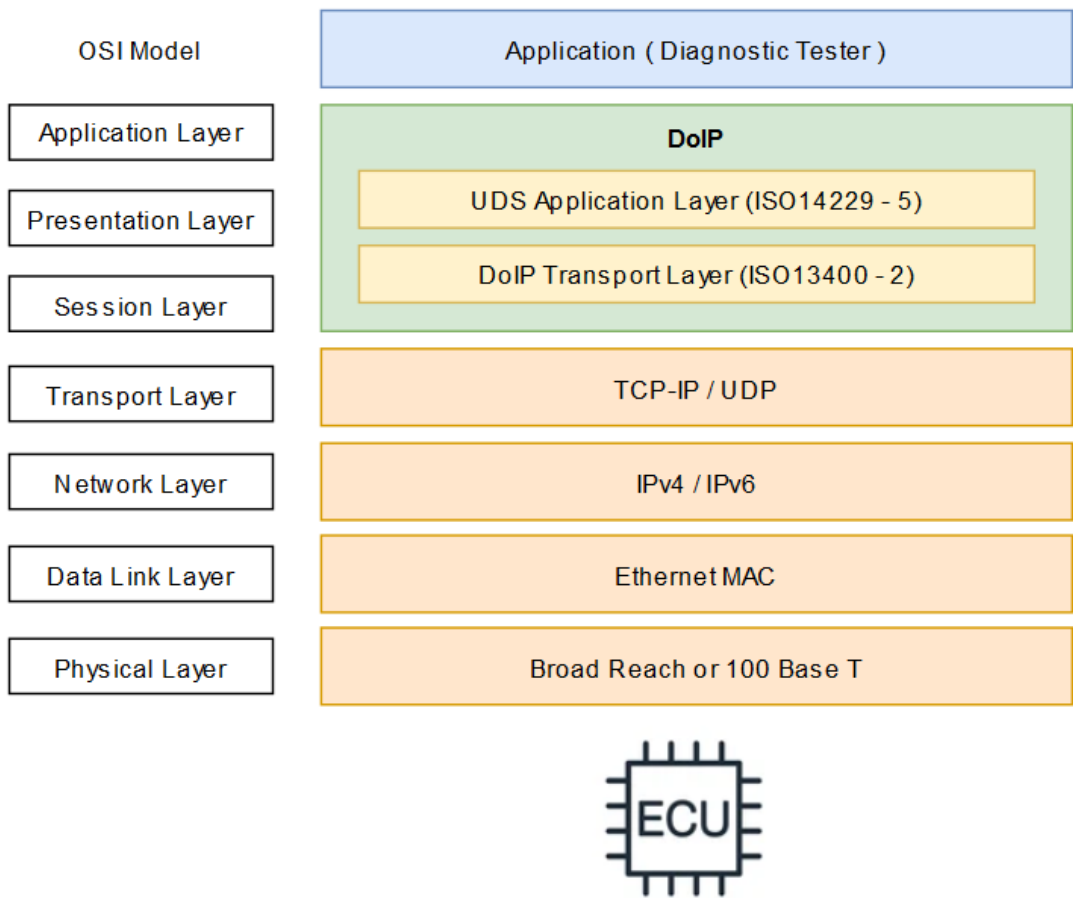 OSI Model
Application ( Diagnostic Tester )
Application Layer
DoIP
Presentation Layer
UDS Application Layer (ISO14229 - 5)
Session Layer
DoIP Transport Layer (ISO13400 - 2)
Transport Layer
TCP-IP / UDP
Network Layer
IPv4 / IPv6
Data Link Layer
Ethernet MAC
Physical Layer
Broad Reach or 100 Base T
ECU